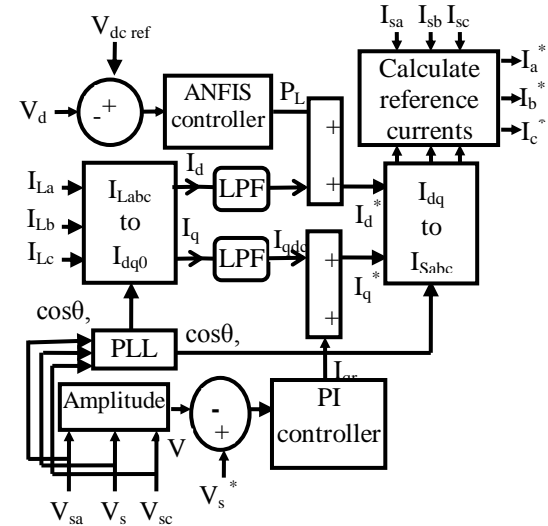 I_sa I_sb I_sc
V_dc ref
Calculate reference currents
I_a*
I_b*
I_c*
V_d
- +
ANFIS controller
P_L
+
+
I_La
I_Lb
I_Lc
I_Labc to I_dq0
I_d
LPF
I_d*
I_dq to I_Sabc
I_q
LPF
I_qdc
+
+
I_q*
cosθ,
PLL
cosθ,
I_qr
Amplitude
V
-
+
PI controller
V_sa V_s V_sc
V_s*